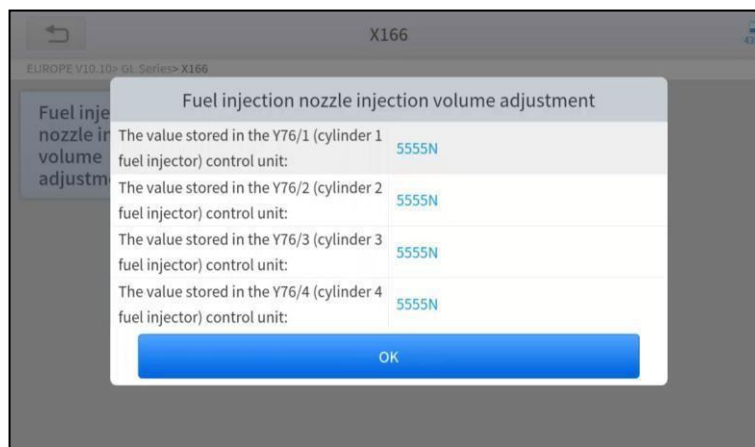 X166
EUROPE V10.10> GL Series> X166
Fuel injection nozzle injection volume adjustment
Fuel inje
nozzle in
volume
adjustm
The value stored in the Y76/1 (cylinder 1
fuel injector) control unit:
5555N
The value stored in the Y76/2 (cylinder 2
fuel injector) control unit:
5555N
The value stored in the Y76/3 (cylinder 3
fuel injector) control unit:
5555N
The value stored in the Y76/4 (cylinder 4
fuel injector) control unit:
5555N
OK